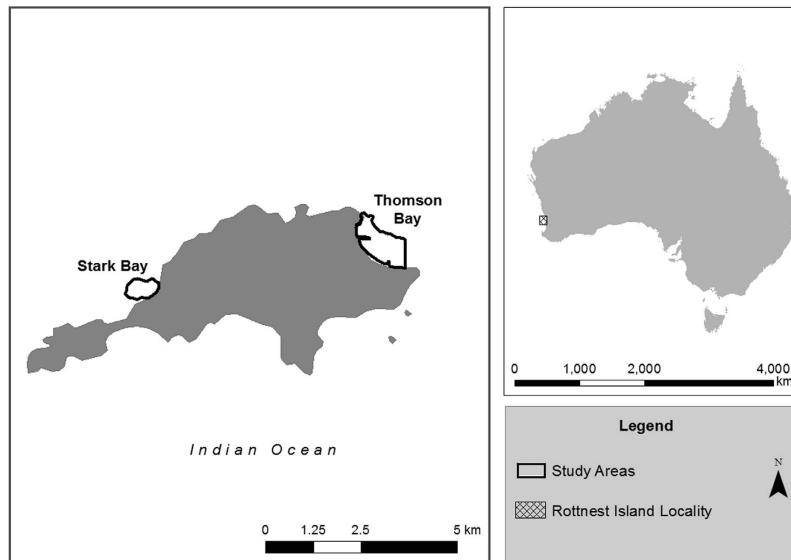 Thomson
Bay
Stark Bay
Indian Ocean
0 1.25 2.5 5 km
0 1,000 2,000 4,000
km
Legend
Study Areas
Rottnest Island Locality
N